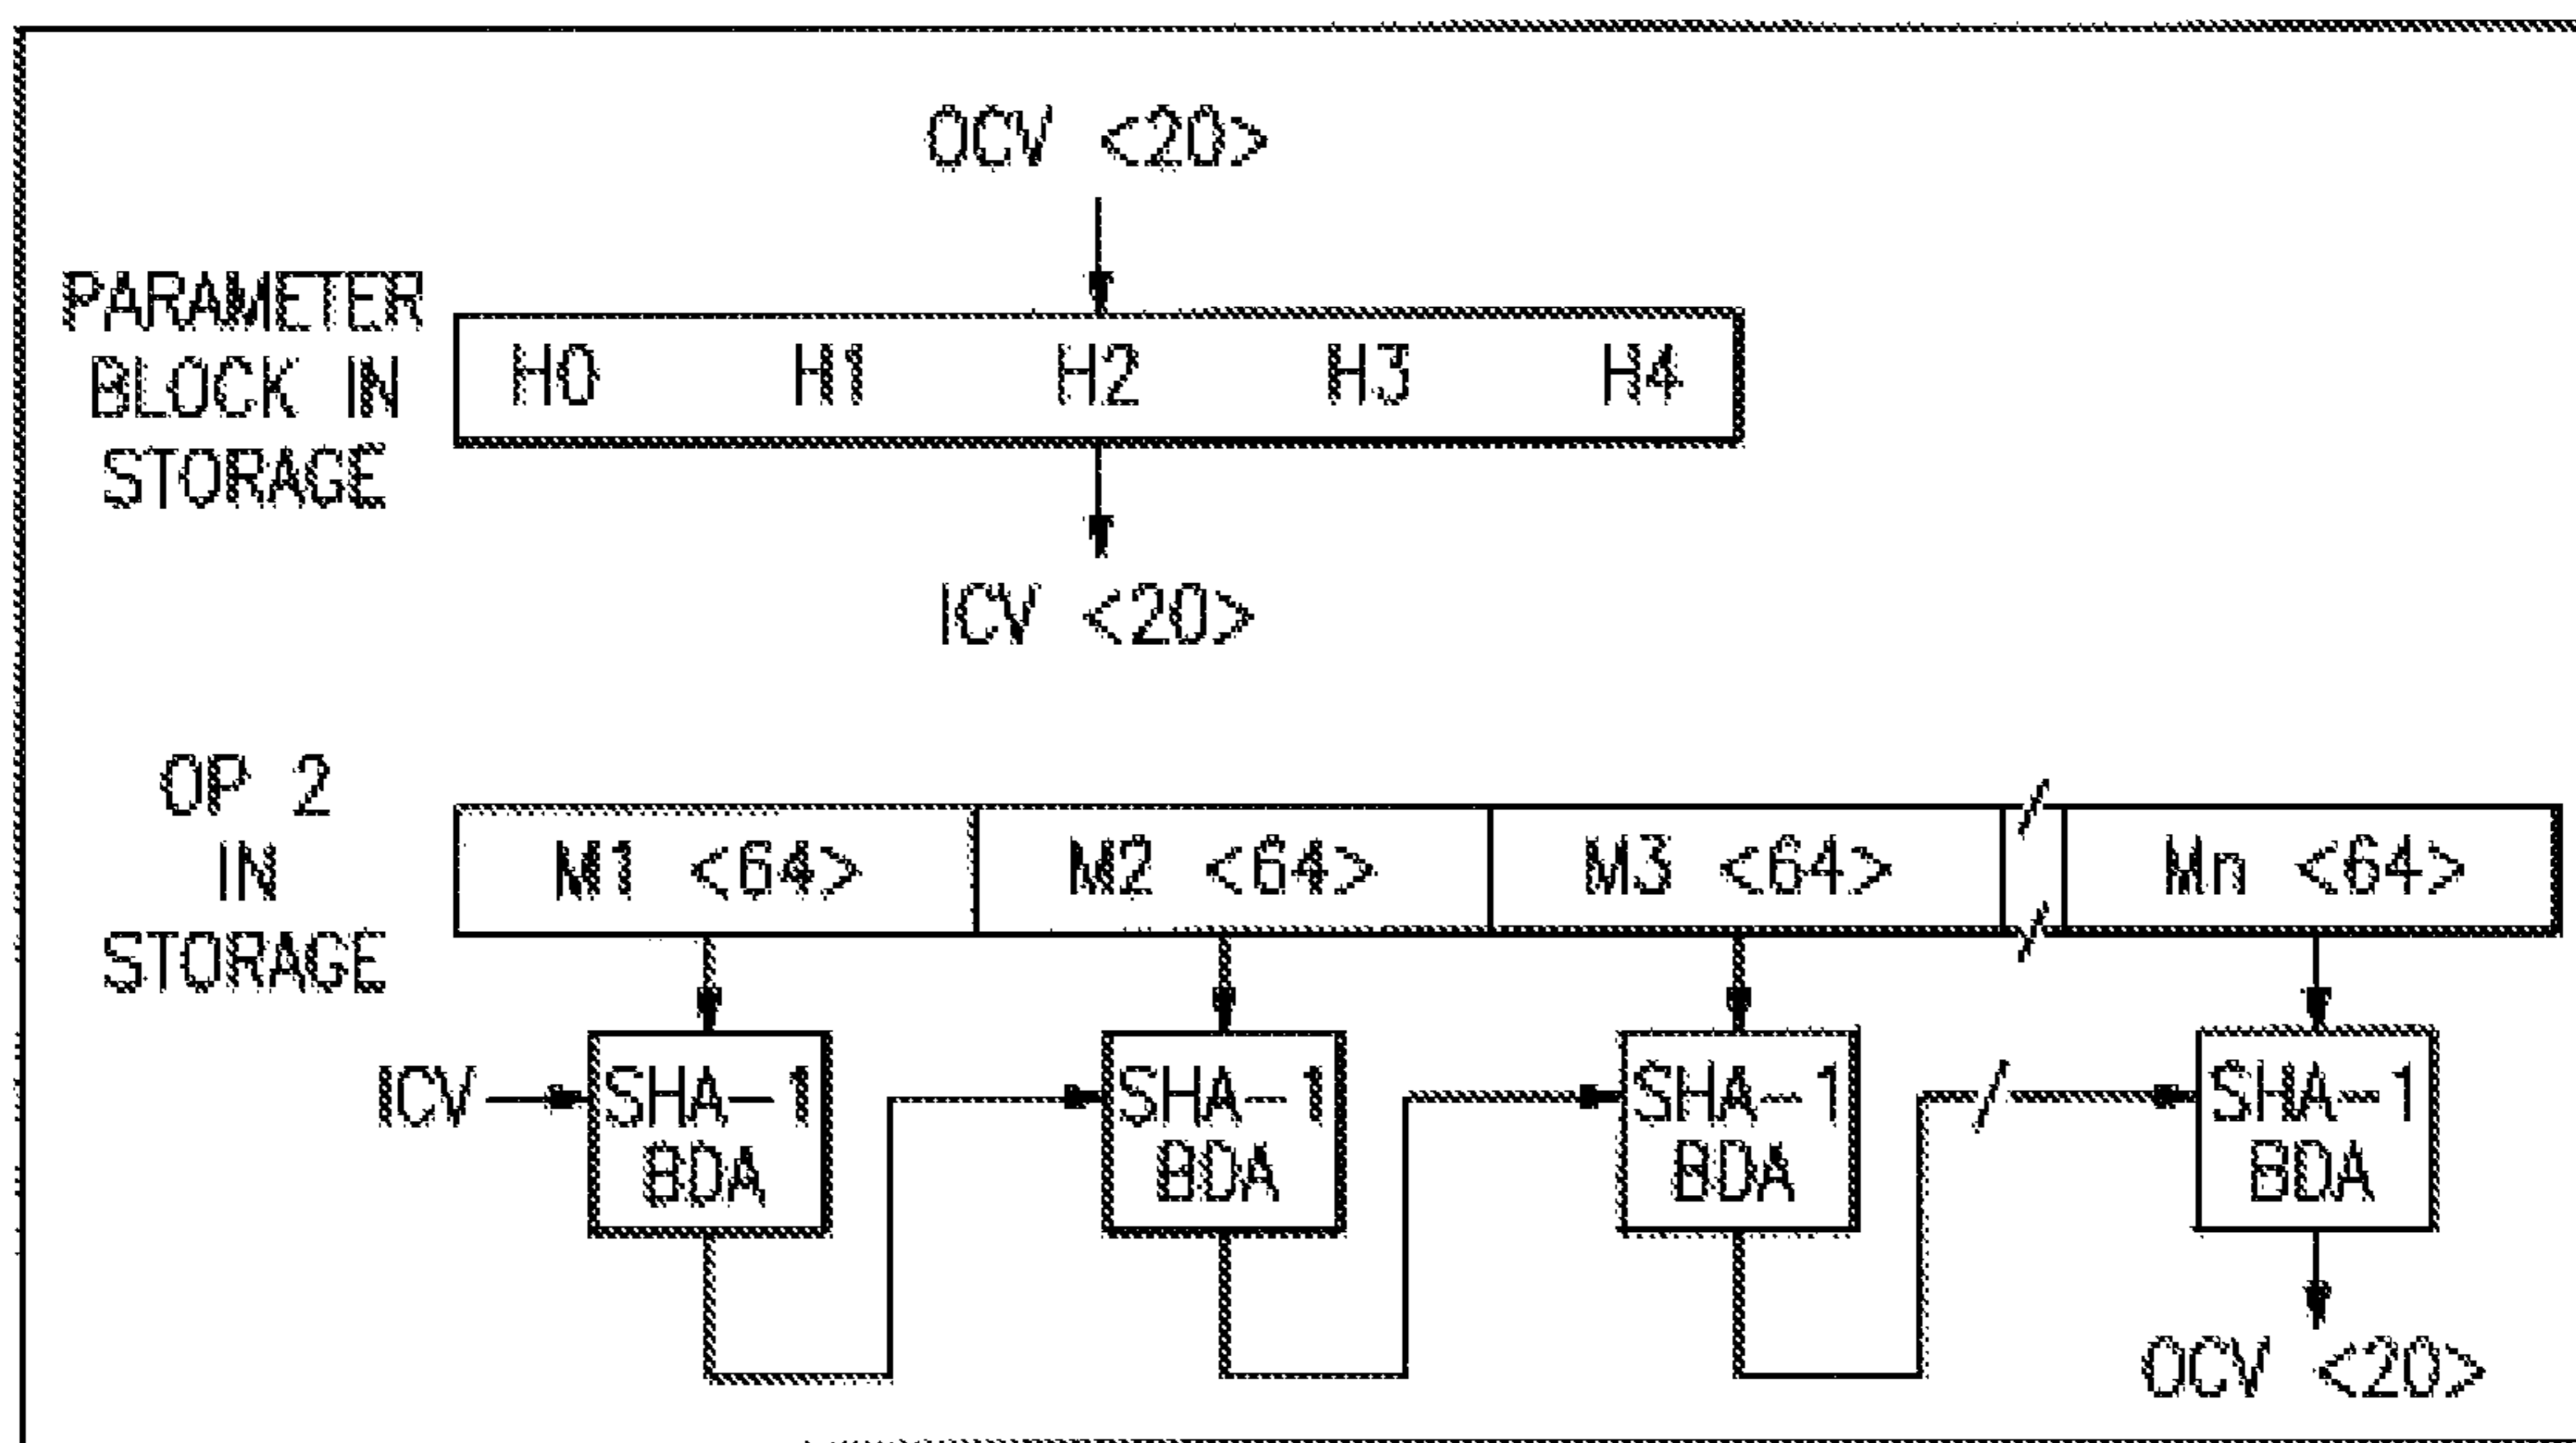 OCV <20>
PARAMETER
BLOCK IN
STORAGE
H0 H1 H2 H3 H4
ICV <20>
OP 2
IN
STORAGE
M1 <64> M2 <64> M3 <64> Mn <64>
ICV
SHA-1
BDA
SHA-1
BDA
SHA-1
BDA
SHA-1
BDA
OCV <20>